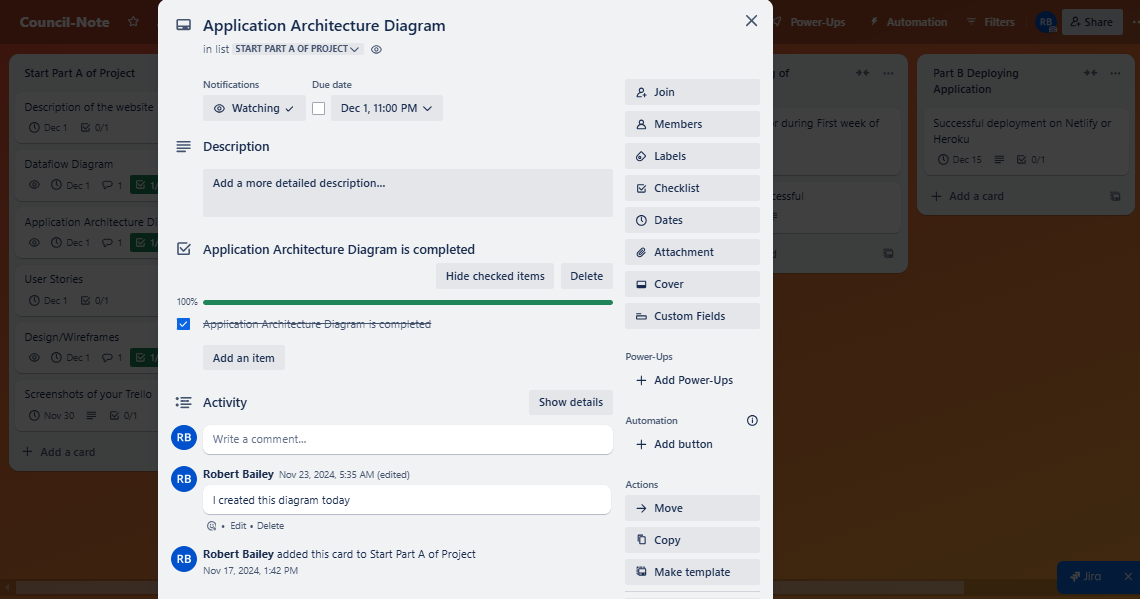 Council-Note
Power-Ups
Automation
Filters
RB
Share
Start Part A of Project
Description of the website
Dec 1
0/1
Dataflow Diagram
Dec 1
1
1/
Application Architecture Di
Dec 1
1
1/
User Stories
Dec 1
0/1
Design/Wireframes
Dec 1
1
1/
Screenshots of your Trello
Nov 30
0/1
+ Add a card
Application Architecture Diagram
in list START PART A OF PROJECT
Notifications
Due date
Watching
Dec 1, 11:00 PM
Description
Add a more detailed description...
Application Architecture Diagram is completed
Hide checked items
Delete
100%
Application Architecture Diagram is completed
Add an item
Activity
Show details
RB
Write a comment...
RB
Robert Bailey Nov 23, 2024, 5:35 AM (edited)
I created this diagram today
• Edit • Delete
RB
Robert Bailey added this card to Start Part A of Project
Nov 17, 2024, 1:42 PM
Join
Members
Labels
Checklist
Dates
Attachment
Cover
Custom Fields
Power-Ups
+ Add Power-Ups
Automation
+ Add button
Actions
Move
Copy
Make template
g of
r during First week of
cessful
d
Part B Deploying
Application
Successful deployment on Netlify or
Heroku
Dec 15
0/1
+ Add a card
Jira